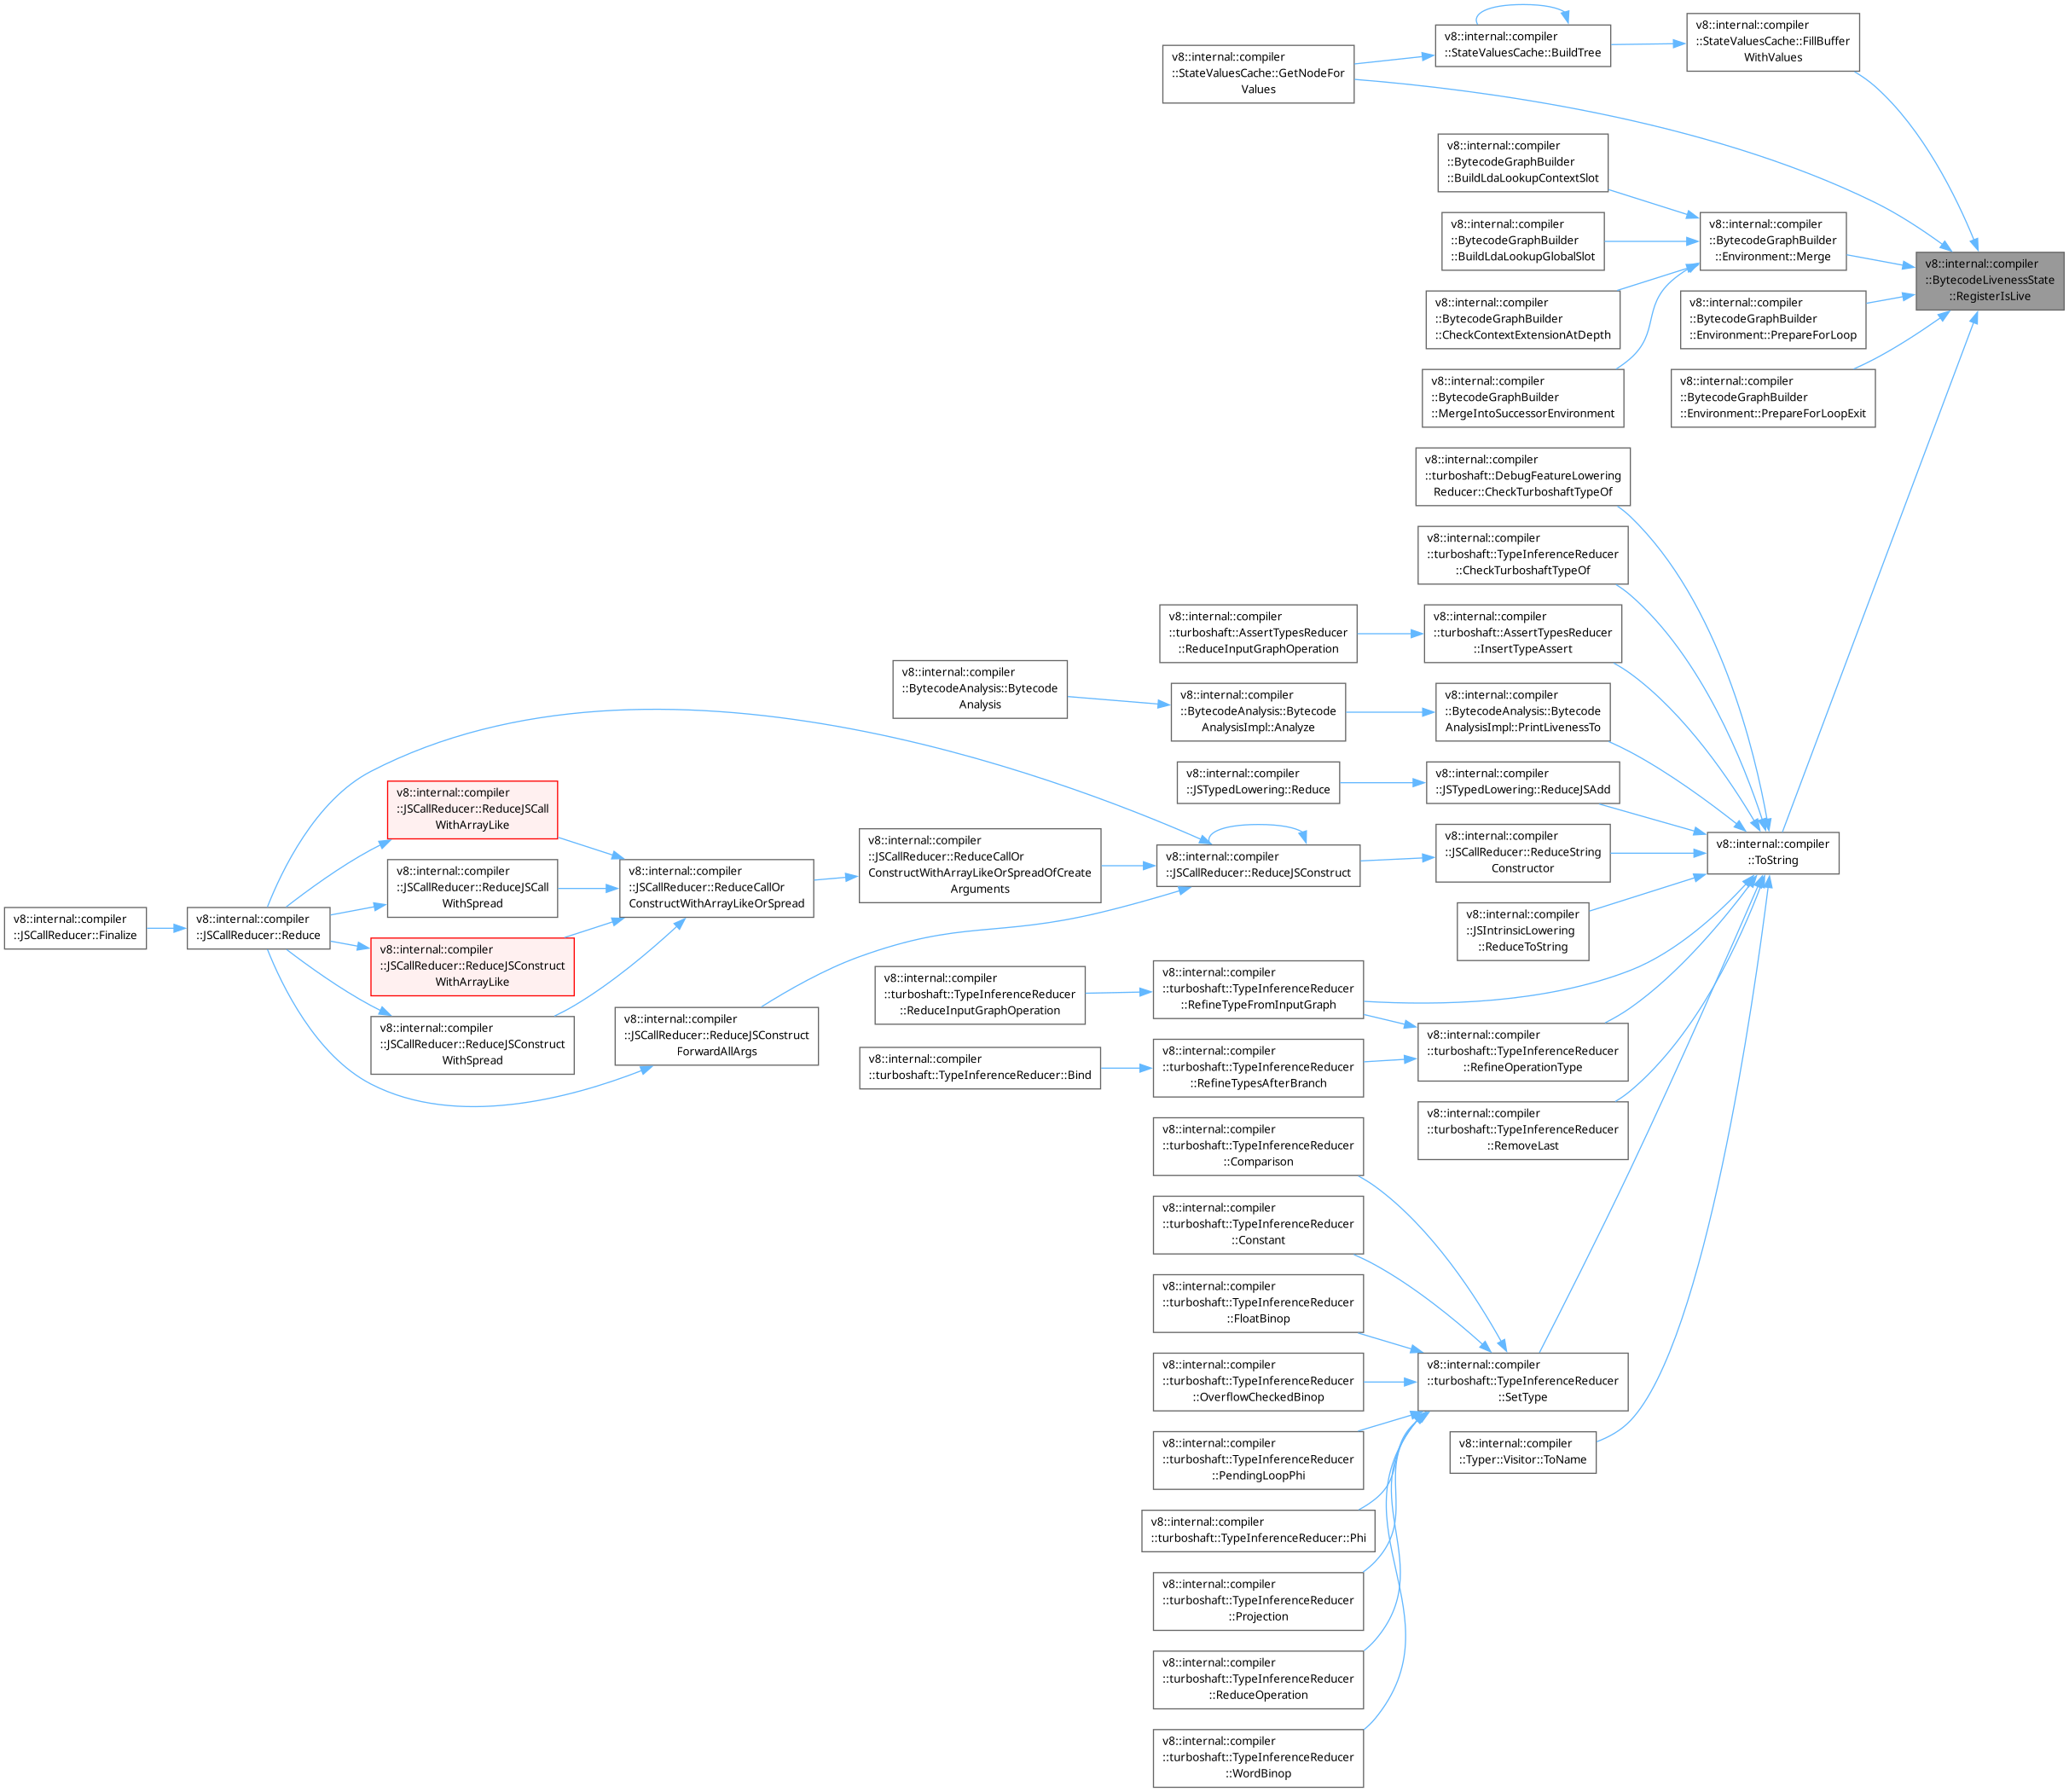 v8::internal::compiler
::StateValuesCache::FillBuffer
WithValues
v8::internal::compiler
::StateValuesCache::BuildTree
v8::internal::compiler
::StateValuesCache::GetNodeFor
Values
v8::internal::compiler
::BytecodeGraphBuilder
::BuildLdaLookupContextSlot
v8::internal::compiler
::BytecodeGraphBuilder
::BuildLdaLookupGlobalSlot
v8::internal::compiler
::BytecodeGraphBuilder
::Environment::Merge
v8::internal::compiler
::BytecodeLivenessState
::RegisterIsLive
v8::internal::compiler
::BytecodeGraphBuilder
::CheckContextExtensionAtDepth
v8::internal::compiler
::BytecodeGraphBuilder
::Environment::PrepareForLoop
v8::internal::compiler
::BytecodeGraphBuilder
::MergeIntoSuccessorEnvironment
v8::internal::compiler
::BytecodeGraphBuilder
::Environment::PrepareForLoopExit
v8::internal::compiler
::turboshaft::DebugFeatureLowering
Reducer::CheckTurboshaftTypeOf
v8::internal::compiler
::turboshaft::TypeInferenceReducer
::CheckTurboshaftTypeOf
v8::internal::compiler
::turboshaft::AssertTypesReducer
::ReduceInputGraphOperation
v8::internal::compiler
::turboshaft::AssertTypesReducer
::InsertTypeAssert
v8::internal::compiler
::BytecodeAnalysis::Bytecode
Analysis
v8::internal::compiler
::BytecodeAnalysis::Bytecode
AnalysisImpl::Analyze
v8::internal::compiler
::BytecodeAnalysis::Bytecode
AnalysisImpl::PrintLivenessTo
v8::internal::compiler
::JSTypedLowering::Reduce
v8::internal::compiler
::JSTypedLowering::ReduceJSAdd
v8::internal::compiler
::JSCallReducer::ReduceJSCall
WithArrayLike
v8::internal::compiler
::JSCallReducer::ReduceCallOr
ConstructWithArrayLikeOrSpreadOfCreate
Arguments
v8::internal::compiler
::JSCallReducer::ReduceJSConstruct
v8::internal::compiler
::JSCallReducer::ReduceString
Constructor
v8::internal::compiler
::ToString
v8::internal::compiler
::JSCallReducer::ReduceJSCall
WithSpread
v8::internal::compiler
::JSCallReducer::ReduceCallOr
ConstructWithArrayLikeOrSpread
v8::internal::compiler
::JSCallReducer::Finalize
v8::internal::compiler
::JSCallReducer::Reduce
v8::internal::compiler
::JSIntrinsicLowering
::ReduceToString
v8::internal::compiler
::JSCallReducer::ReduceJSConstruct
WithArrayLike
v8::internal::compiler
::turboshaft::TypeInferenceReducer
::ReduceInputGraphOperation
v8::internal::compiler
::turboshaft::TypeInferenceReducer
::RefineTypeFromInputGraph
v8::internal::compiler
::JSCallReducer::ReduceJSConstruct
WithSpread
v8::internal::compiler
::JSCallReducer::ReduceJSConstruct
ForwardAllArgs
v8::internal::compiler
::turboshaft::TypeInferenceReducer
::RefineOperationType
v8::internal::compiler
::turboshaft::TypeInferenceReducer::Bind
v8::internal::compiler
::turboshaft::TypeInferenceReducer
::RefineTypesAfterBranch
v8::internal::compiler
::turboshaft::TypeInferenceReducer
::RemoveLast
v8::internal::compiler
::turboshaft::TypeInferenceReducer
::Comparison
v8::internal::compiler
::turboshaft::TypeInferenceReducer
::Constant
v8::internal::compiler
::turboshaft::TypeInferenceReducer
::FloatBinop
v8::internal::compiler
::turboshaft::TypeInferenceReducer
::OverflowCheckedBinop
v8::internal::compiler
::turboshaft::TypeInferenceReducer
::SetType
v8::internal::compiler
::turboshaft::TypeInferenceReducer
::PendingLoopPhi
v8::internal::compiler
::Typer::Visitor::ToName
v8::internal::compiler
::turboshaft::TypeInferenceReducer::Phi
v8::internal::compiler
::turboshaft::TypeInferenceReducer
::Projection
v8::internal::compiler
::turboshaft::TypeInferenceReducer
::ReduceOperation
v8::internal::compiler
::turboshaft::TypeInferenceReducer
::WordBinop